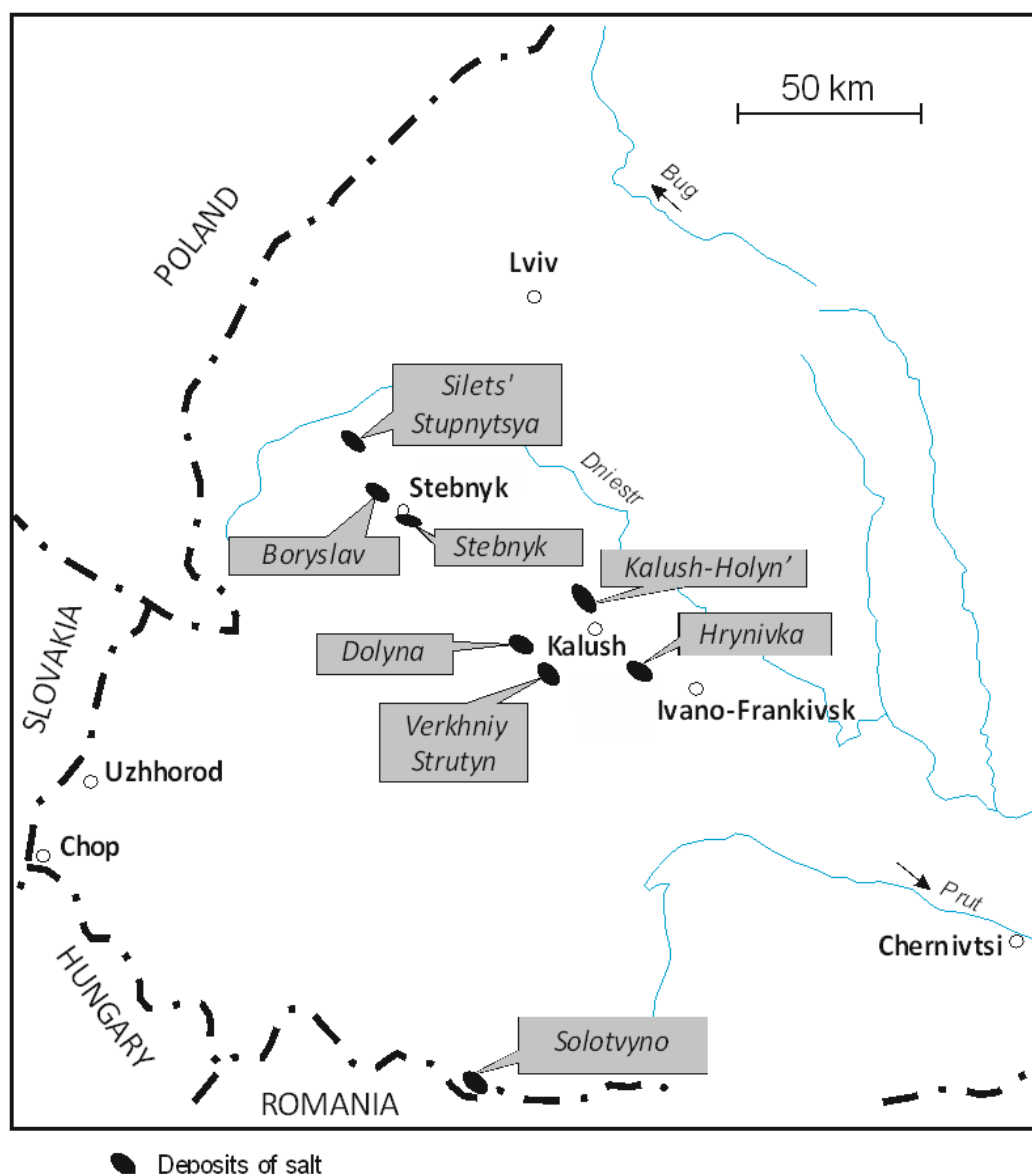 50 km
POLAND
Bug
Lviv
Silets'
Stupnytsya
Dniestr
Stebnyk
Boryslav
Stebnyk
Kalush-Holyn’
SLOVAKIA
Dolyna
Kalush
Hrynivka
Ivano-Frankivsk
Verkhniy
Strutyn
Uzhhorod
Chop
Prut
Chernivtsi
HUNGARY
Solotvyno
ROMANIA
Deposits of salt